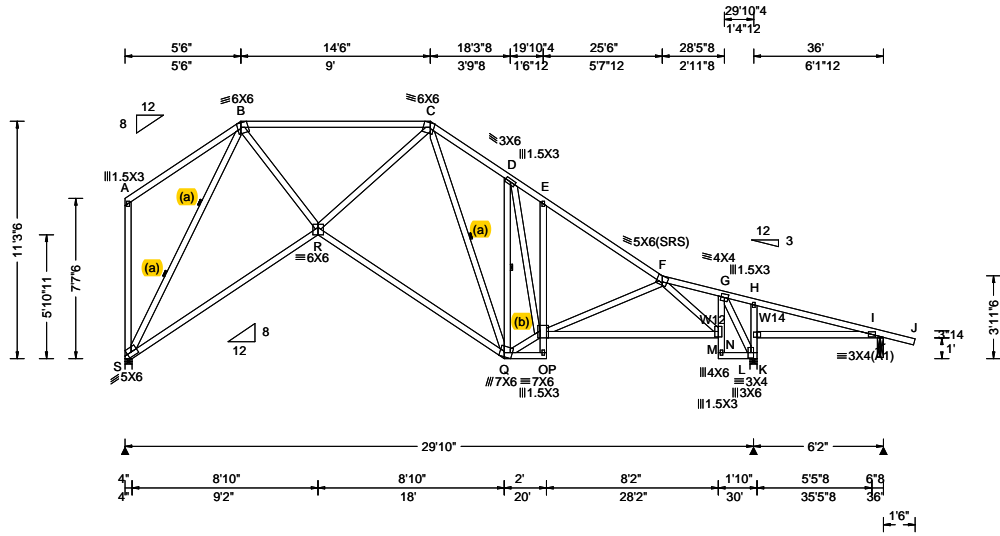 29'10"4
1'4"12
5'6" 14'6" 18'3"8 19'10"4 25'6" 28'5"8 36'
5'6" 9' 3'9"8 1'6"12 5'7"12 2'11"8 6'1"12
12
8
6X6
B
6X6
C
3X6
1.5X3
D
1.5X3
A
E
(a)
(a)
(a)
(b)
11'3"6
7'7"6
5'10"11
R
6X6
12
8
5X6(SRS)
F
12
3
4X4
1.5X3
G
H
W12
W14
I
J
3"14
1'
3'11"6
S
5X6
Q
7X6
OP
7X6
1.5X3
M
N
L
K
4X6
3X4
3X6
1.5X3
3X4(A1)
29'10" 6'2"
4" 8'10" 8'10" 2' 8'2" 1'10" 5'5"8 6"8
4" 9'2" 18' 20' 28'2" 30' 35'5"8 36'
1'6"